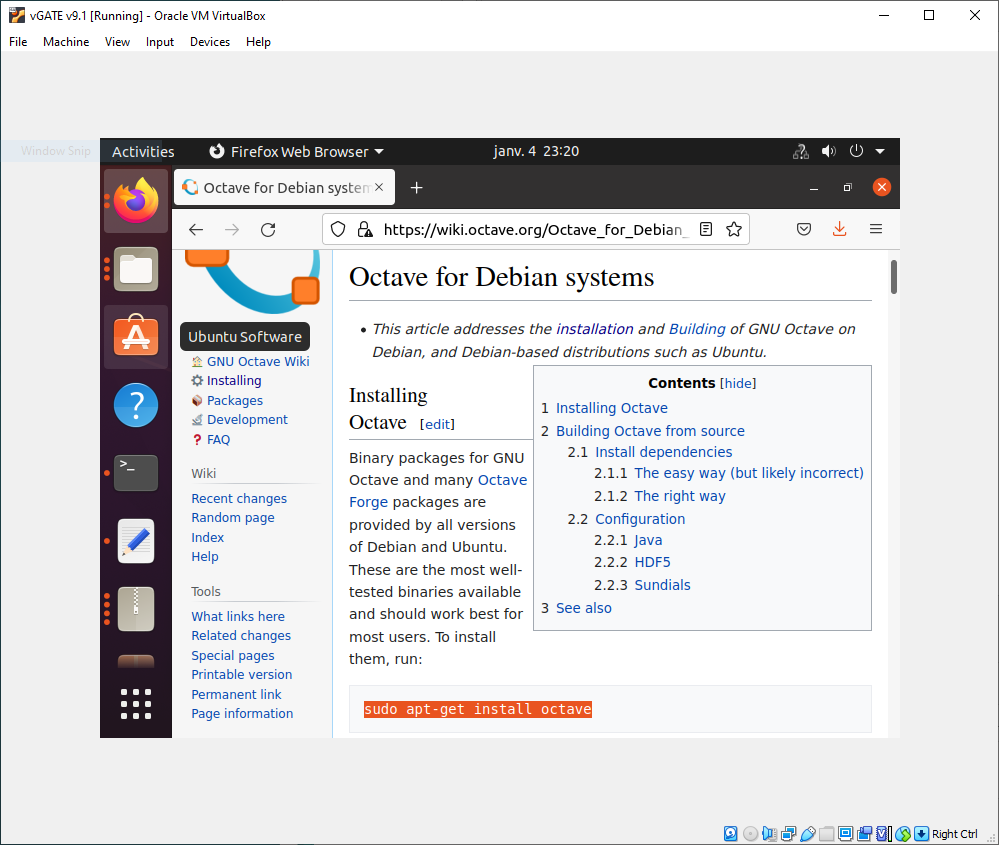 vGATE v9.1 [Running] - Oracle VM VirtualBox
File Machine View Input Devices Help
Window Snip
Activities Firefox Web Browser janv. 4 23:20
Octave for Debian system
https://wiki.octave.org/Octave_for_Debian_
Ubuntu Software
GNU Octave Wiki
Installing
Packages
Development
FAQ
Wiki
Recent changes
Random page
Index
Help
Tools
What links here
Related changes
Special pages
Printable version
Permanent link
Page information
Octave for Debian systems
• This article addresses the installation and Building of GNU Octave on
Debian, and Debian-based distributions such as Ubuntu.
Contents [hide]
1 Installing Octave
2 Building Octave from source
2.1 Install dependencies
2.1.1 The easy way (but likely incorrect)
2.1.2 The right way
2.2 Configuration
2.2.1 Java
2.2.2 HDF5
2.2.3 Sundials
3 See also
Installing
Octave [edit]
Binary packages for GNU
Octave and many Octave
Forge packages are
provided by all versions
of Debian and Ubuntu.
These are the most well-
tested binaries available
and should work best for
most users. To install
them, run:
sudo apt-get install octave
Right Ctrl